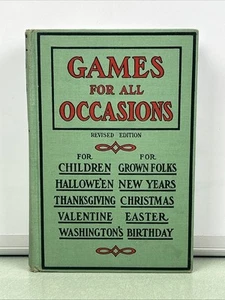 GAMES
FOR ALL
OCCASIONS
REVISED EDITION
FOR FOR
CHILDREN GROWN FOLKS
HALLOWE'EN NEW YEARS
THANKSGIVING CHRISTMAS
VALENTINE EASTER
WASHINGTON'S BIRTHDAY